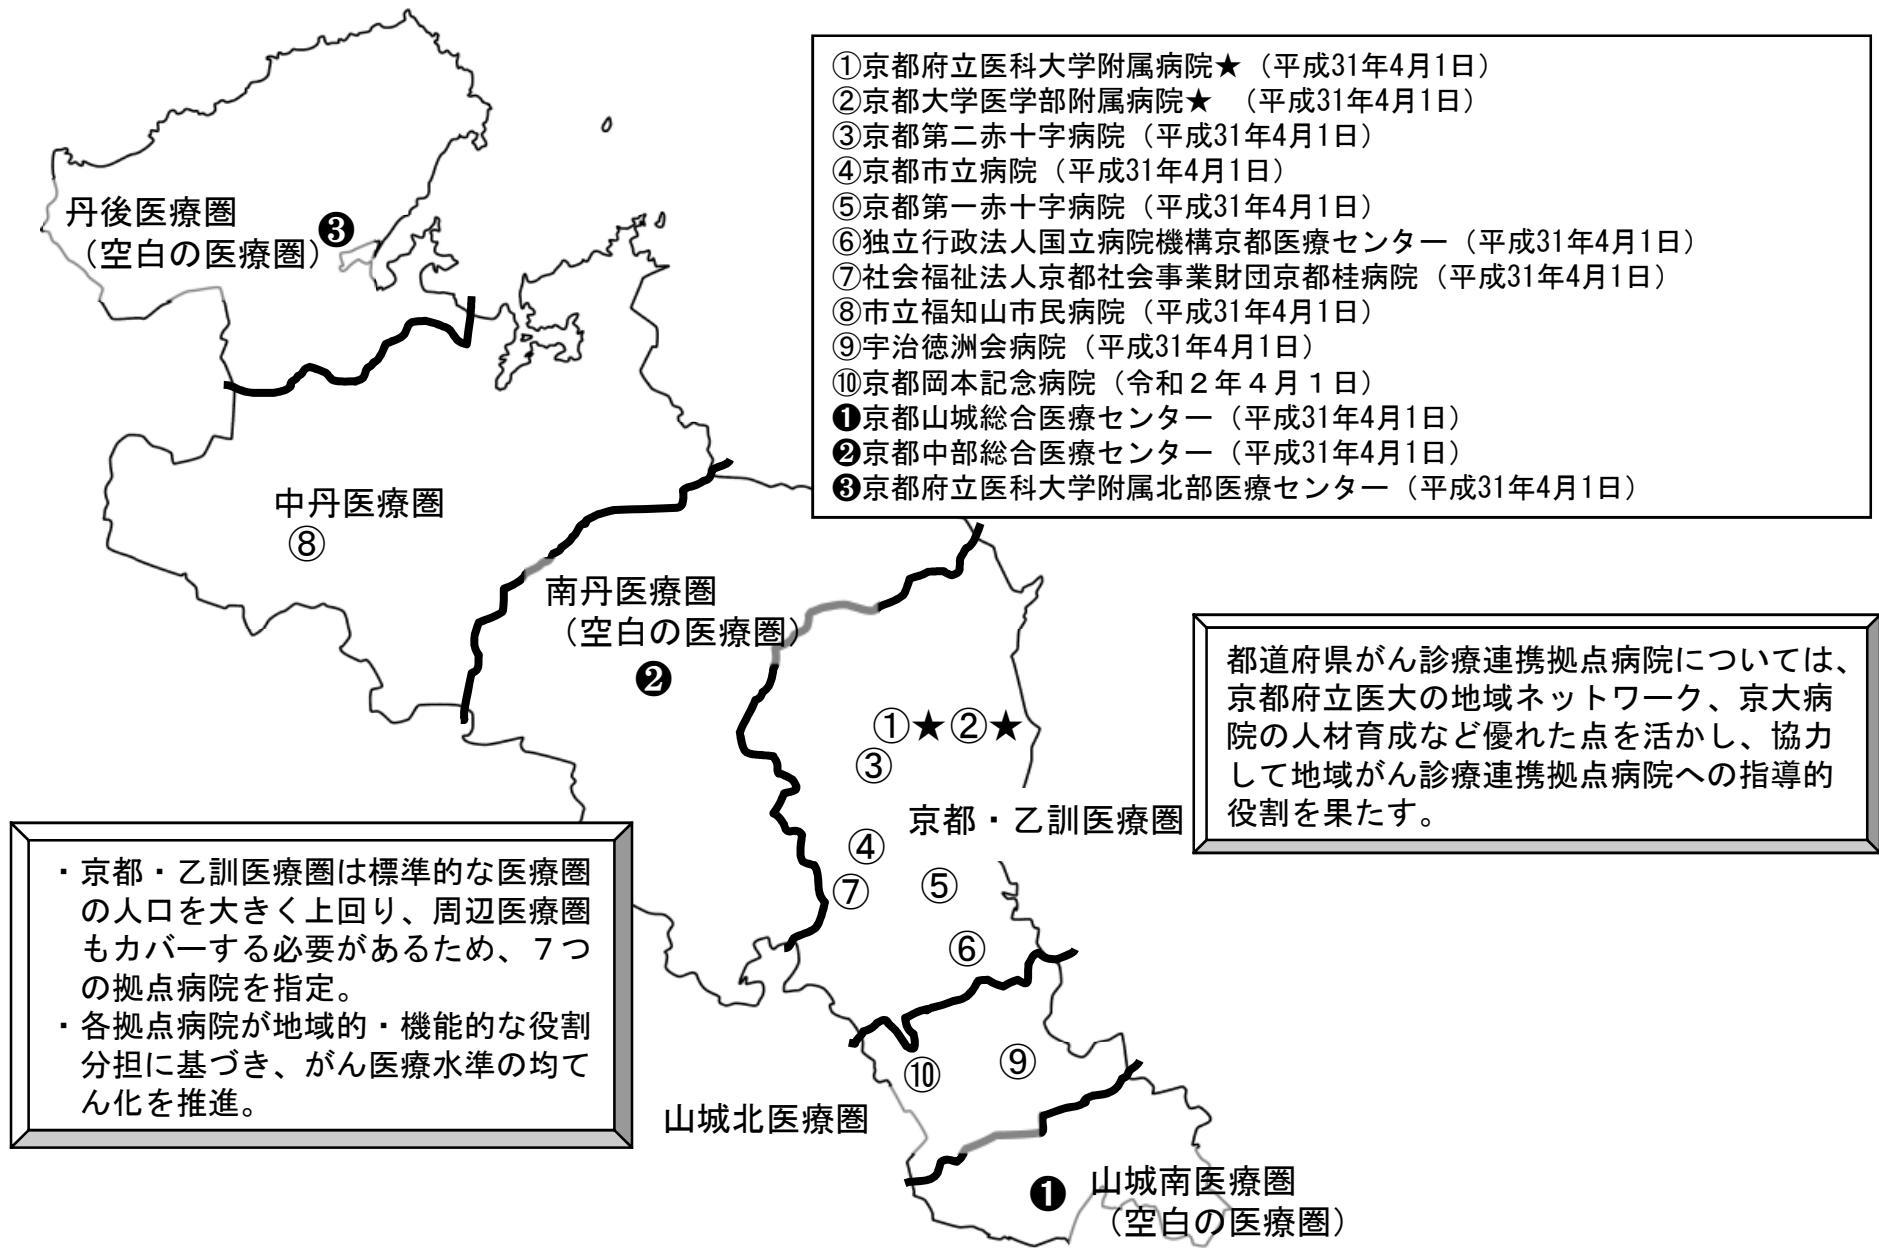 ①京都府立医科大学附属病院★（平成31年4月1日）
②京都大学医学部附属病院★　（平成31年4月1日）
③京都第二赤十字病院（平成31年4月1日）
④京都市立病院（平成31年4月1日）
⑤京都第一赤十字病院（平成31年4月1日）
⑥独立行政法人国立病院機構京都医療センター（平成31年4月1日）
⑦社会福祉法人京都社会事業財団京都桂病院（平成31年4月1日）
⑧市立福知山市民病院（平成31年4月1日）
⑨宇治徳洲会病院（平成31年4月1日）
⑩京都岡本記念病院（令和２年４月１日）
❶京都山城総合医療センター（平成31年4月1日）
❷京都中部総合医療センター（平成31年4月1日）
❸京都府立医科大学附属北部医療センター（平成31年4月1日）
丹後医療圏
（空白の医療圏）
❸
中丹医療圏
⑧
南丹医療圏
（空白の医療圏）
❷
①★②★
③
京都・乙訓医療圏
④
⑦
⑤
⑥
都道府県がん診療連携拠点病院については、
京都府立医大の地域ネットワーク、京大病
院の人材育成など優れた点を活かし、協力
して地域がん診療連携拠点病院への指導的
役割を果たす。
・京都・乙訓医療圏は標準的な医療圏
の人口を大きく上回り、周辺医療圏
もカバーする必要があるため、７つ
の拠点病院を指定。
・各拠点病院が地域的・機能的な役割
分担に基づき、がん医療水準の均て
ん化を推進。
⑩
⑨
山城北医療圏
❶
山城南医療圏
（空白の医療圏）